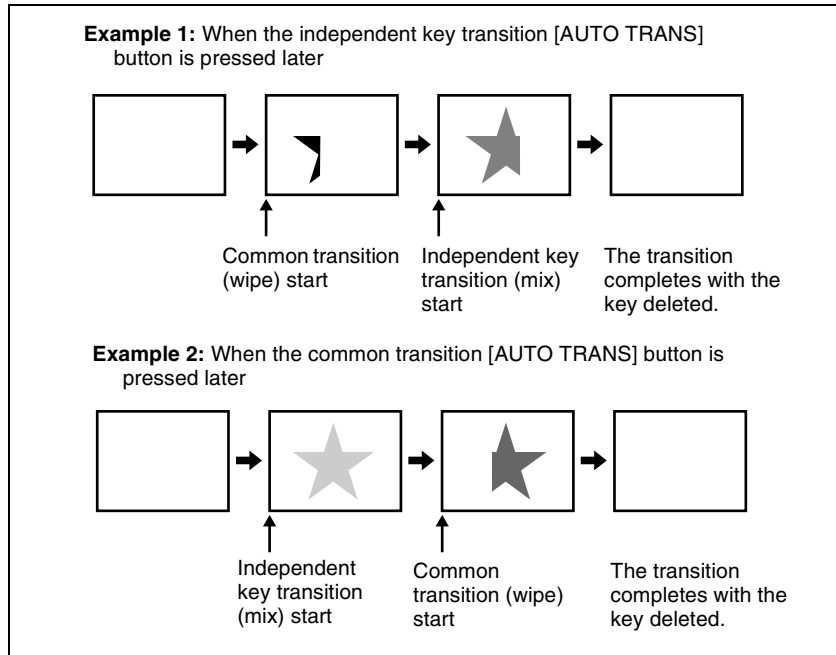 Example 1: When the independent key transition [AUTO TRANS]
button is pressed later
Common transition
(wipe) start
Independent key
transition (mix)
start
The transition
completes with the
key deleted.
Example 2: When the common transition [AUTO TRANS] button is
pressed later
Independent
key transition
(mix) start
Common
transition (wipe)
start
The transition
completes with the
key deleted.